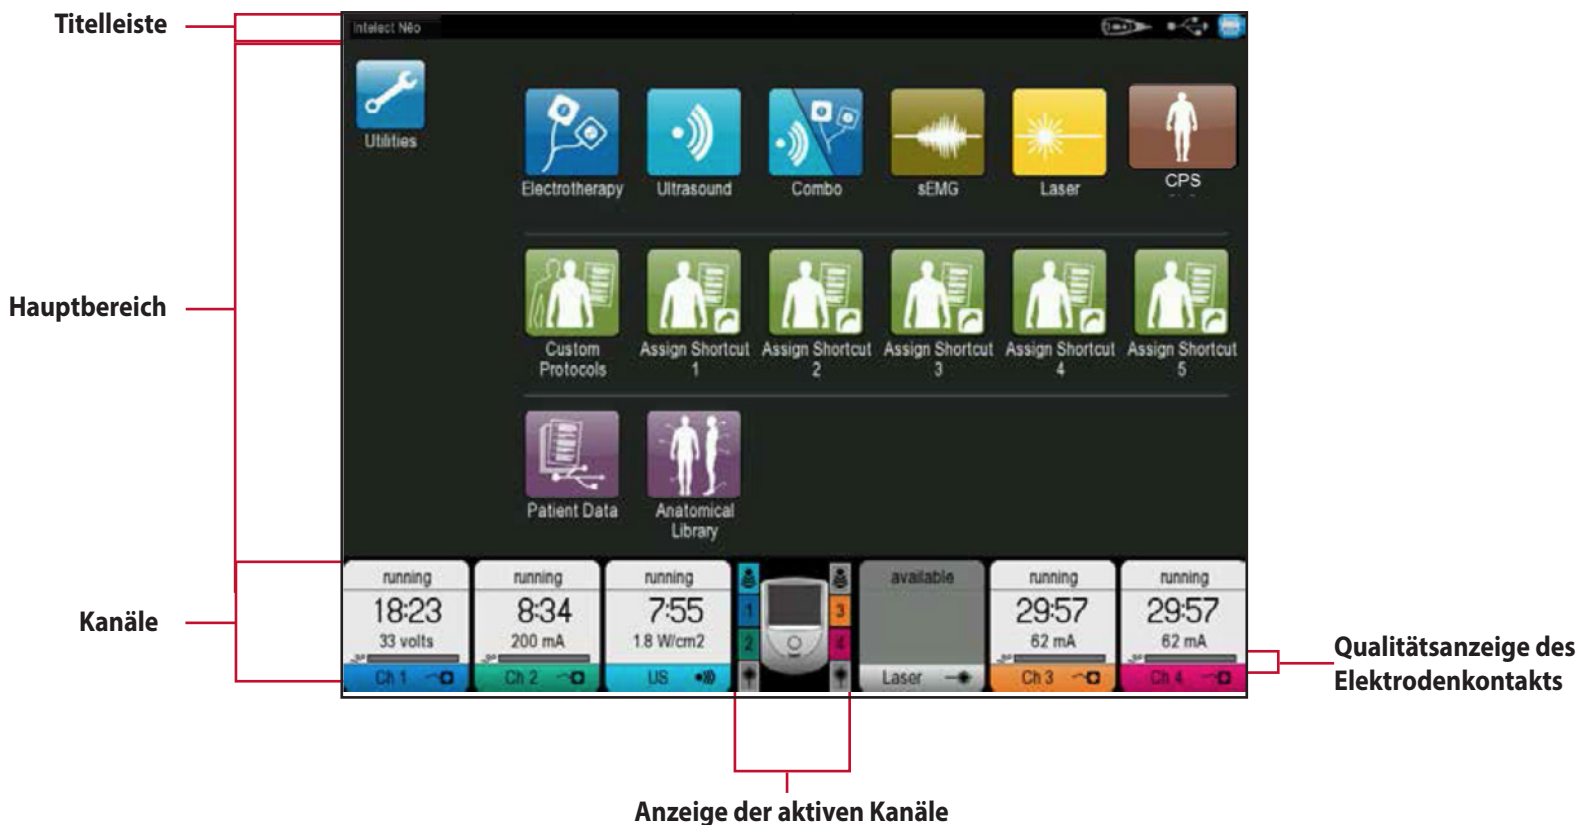 Titelleiste
Intelect Nēo
Utilities
Electrotherapy
Ultrasound
Combo
sEMG
Laser
CPS
Hauptbereich
Custom
Protocols
Assign Shortcut
1
Assign Shortcut
2
Assign Shortcut
3
Assign Shortcut
4
Assign Shortcut
5
Patient Data
Anatomical
Library
Kanäle
running
18:23
33 volts
Ch 1
running
8:34
200 mA
Ch 2
running
7:55
1.8 W/cm2
US
1
2
3
4
available
Laser
running
29:57
62 mA
Ch 3
running
29:57
62 mA
Ch 4
Qualitätsanzeige des
Elektrodenkontakts
Anzeige der aktiven Kanäle